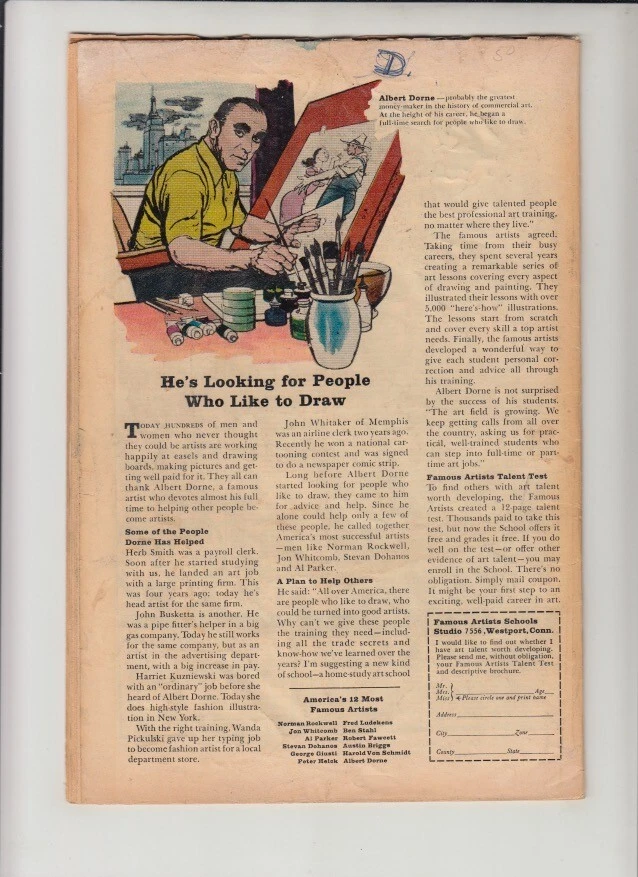 D
50
Albert Dorne —probably the greatest
money-maker in the history of commercial art.
At the height of his career, he began a
full-time search for people who like to draw.
He's Looking for People
Who Like to Draw
TODAY HUNDREDS of men and
women who never thought
they could be artists are working
happily at easels and drawing
boards, making pictures and get-
ting well paid for it. They all can
thank Albert Dorne, a famous
artist who devotes almost his full
time to helping other people be-
come artists.
Some of the People
Dorne Has Helped
Herb Smith was a payroll clerk.
Soon after he started studying
with us, he landed an art job
with a large printing firm. This
was four years ago; today he's
head artist for the same firm.
John Busketta is another. He
was a pipe fitter's helper in a big
gas company. Today he still works
for the same company, but as an
artist in the advertising depart-
ment, with a big increase in pay.
Harriet Kuzniewski was bored
with an "ordinary" job before she
heard of Albert Dorne. Today she
does high-style fashion illustra-
tion in New York.
With the right training, Wanda
Pickulski gave up her typing job
to become fashion artist for a local
department store.
John Whitaker of Memphis
was an airline clerk two years ago.
Recently he won a national car-
tooning contest and was signed
to do a newspaper comic strip.
Long before Albert Dorne
started looking for people who
like to draw, they came to him
for advice and help. Since he
alone could help only a few of
these people, he called together
America's most successful artists
—men like Norman Rockwell,
Jon Whitcomb, Stevan Dohanos
and Al Parker.
A Plan to Help Others
He said: "All over America, there
are people who like to draw, who
could be turned into good artists.
Why can't we give these people
the training they need—includ-
ing all the trade secrets and
know-how we've learned over the
years? I'm suggesting a new kind
of school—a home-study art school
America's 12 Most
Famous Artists
Norman Rockwell Fred Ludekens
Jon Whitcomb Ben Stahl
Al Parker Robert Fawcett
Stevan Dohanos Austin Briggs
George Giusti Harold Von Schmidt
Peter Helck Albert Dorne
that would give talented people
the best professional art training,
no matter where they live."
The famous artists agreed.
Taking time from their busy
careers, they spent several years
creating a remarkable series of
art lessons covering every aspect
of drawing and painting. They
illustrated their lessons with over
5,000 "here's-how" illustrations.
The lessons start from scratch
and cover every skill a top artist
needs. Finally, the famous artists
developed a wonderful way to
give each student personal cor-
rection and advice all through
his training.
Albert Dorne is not surprised
by the success of his students.
"The art field is growing. We
keep getting calls from all over
the country, asking us for prac-
tical, well-trained students who
can step into full-time or part-
time art jobs."
Famous Artists Talent Test
To find others with art talent
worth developing, the Famous
Artists created a 12-page talent
test. Thousands paid to take this
test, but now the School offers it
free and grades it free. If you do
well on the test—or offer other
evidence of art talent—you may
enroll in the School. There's no
obligation. Simply mail coupon.
It might be your first step to an
exciting, well-paid career in art.
Famous Artists Schools
Studio 7556, Westport, Conn.
I would like to find out whether I
have art talent worth developing.
Please send me, without obligation,
your Famous Artists Talent Test
and descriptive brochure.
Mr.
Mrs. Age
Miss Please circle one and print name
Address
City Zone
County State